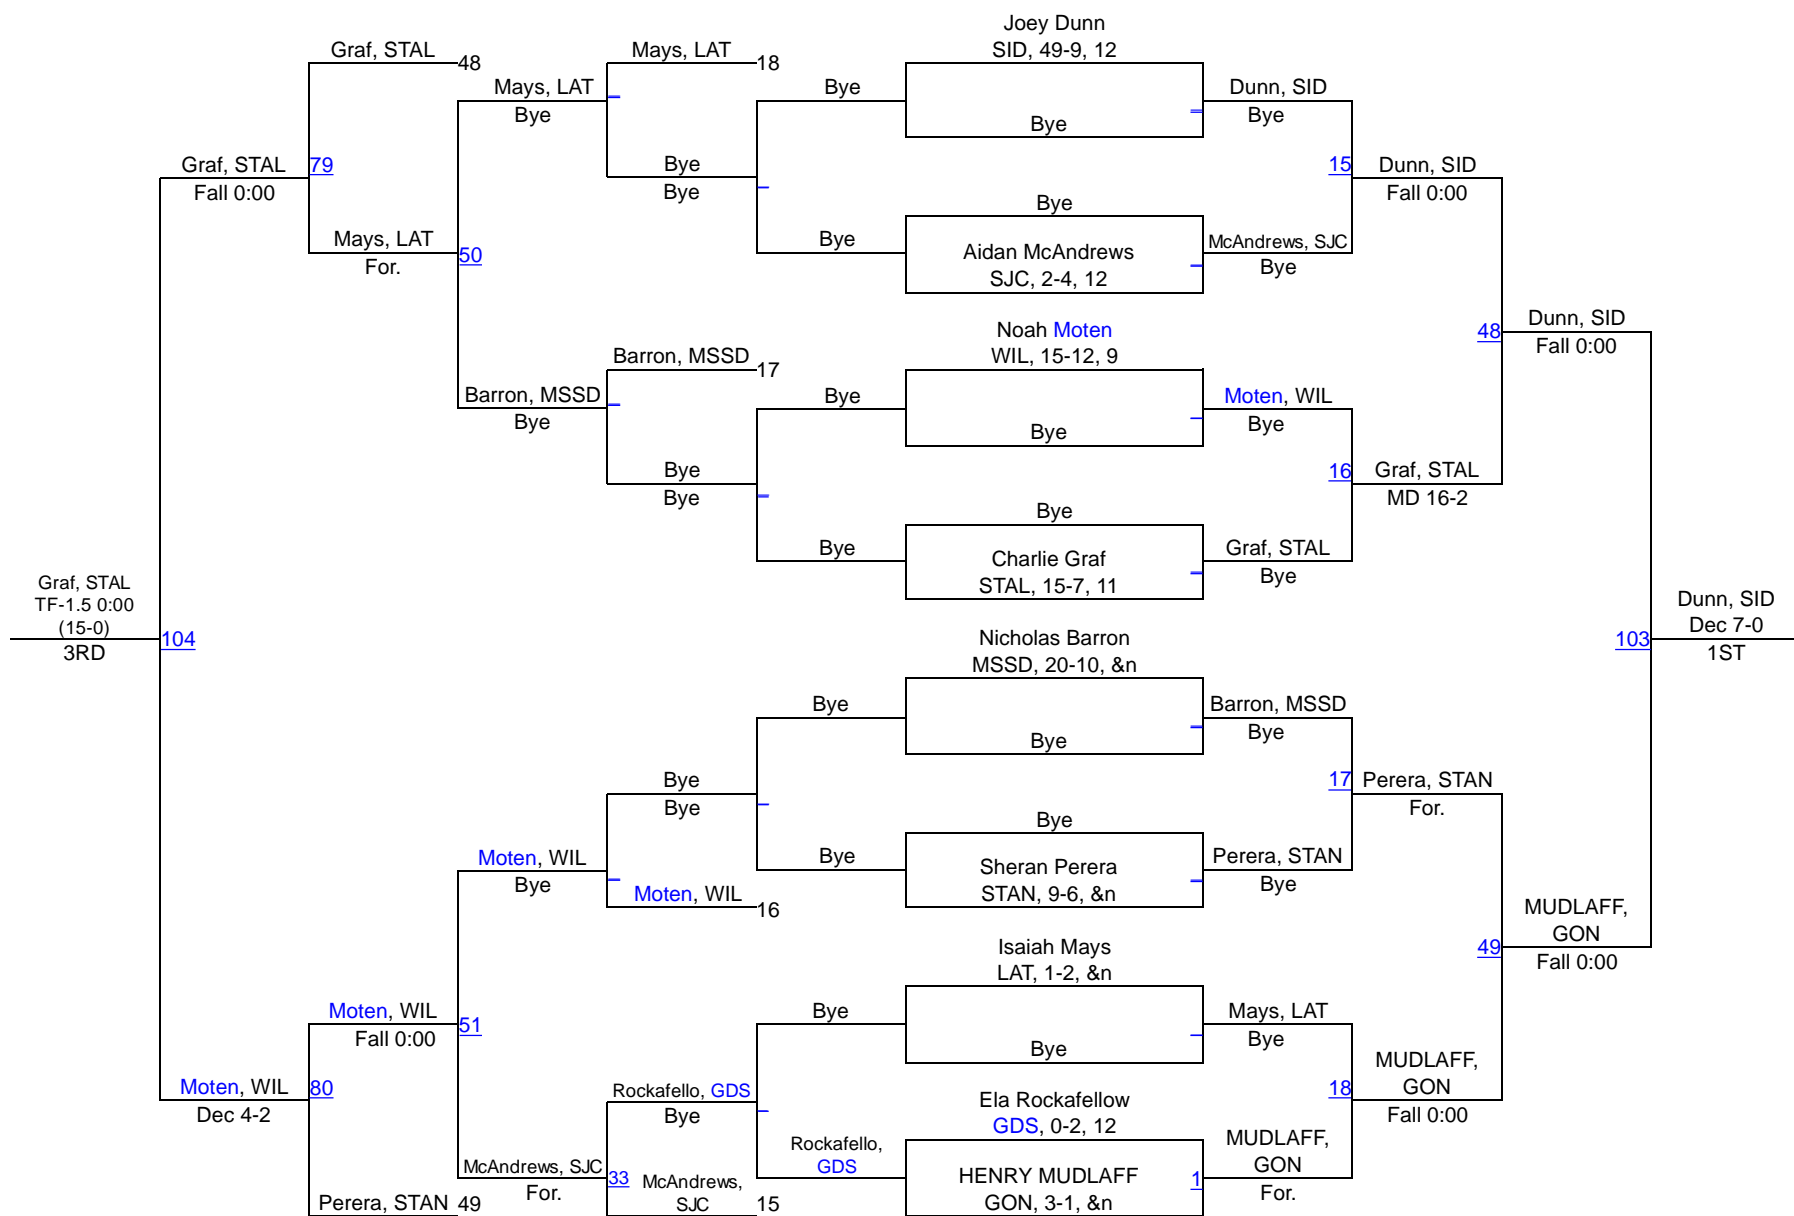 Joey Dunn
SID, 49-9, 12
Graf, STAL
48
Mays, LAT
18
Mays, LAT
Bye
Bye
Bye
Dunn, SID
Bye
Graf, STAL
Fall 0:00
79
Bye
Bye
15
Dunn, SID
Fall 0:00
Mays, LAT
For.
50
Bye
Bye
Aidan McAndrews
SJC, 2-4, 12
McAndrews, SJC
Bye
Noah Moten
WIL, 15-12, 9
48
Dunn, SID
Fall 0:00
Barron, MSSD
17
Barron, MSSD
Bye
Bye
Bye
Moten, WIL
Bye
Bye
Bye
16
Graf, STAL
MD 16-2
Bye
Bye
Charlie Graf
STAL, 15-7, 11
Graf, STAL
Bye
Graf, STAL
TF-1.5 0:00
(15-0)
3RD
104
Nicholas Barron
MSSD, 20-10, &n
103
Dunn, SID
Dec 7-0
1ST
Bye
Bye
Barron, MSSD
Bye
Bye
Bye
17
Perera, STAN
For.
Moten, WIL
Bye
Bye
Bye
Sheran Perera
STAN, 9-6, &n
Perera, STAN
Bye
Moten, WIL
16
MUDLAFF,
GON
Fall 0:00
49
Isaiah Mays
LAT, 1-2, &n
Moten, WIL
Fall 0:00
51
Bye
Bye
Mays, LAT
Bye
Moten, WIL
Dec 4-2
80
Rockafello, GDS
Bye
Ela Rockafellow
GDS, 0-2, 12
18
MUDLAFF,
GON
Fall 0:00
McAndrews, SJC
For.
33
Rockafello,
GDS
HENRY MUDLAFF
GON, 3-1, &n
1
MUDLAFF,
GON
For.
Perera, STAN
49
McAndrews,
SJC
15